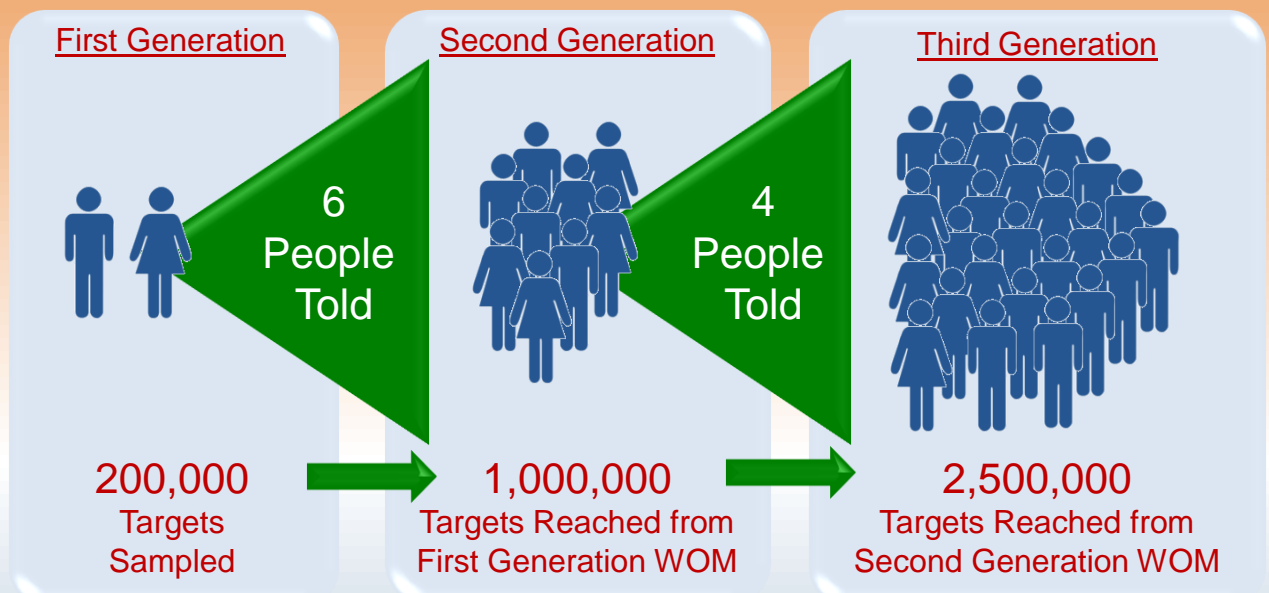 First Generation
Second Generation
Third Generation
6
People
Told
4
People
Told
200,000
Targets
Sampled
1,000,000
Targets Reached from
First Generation WOM
2,500,000
Targets Reached from
Second Generation WOM